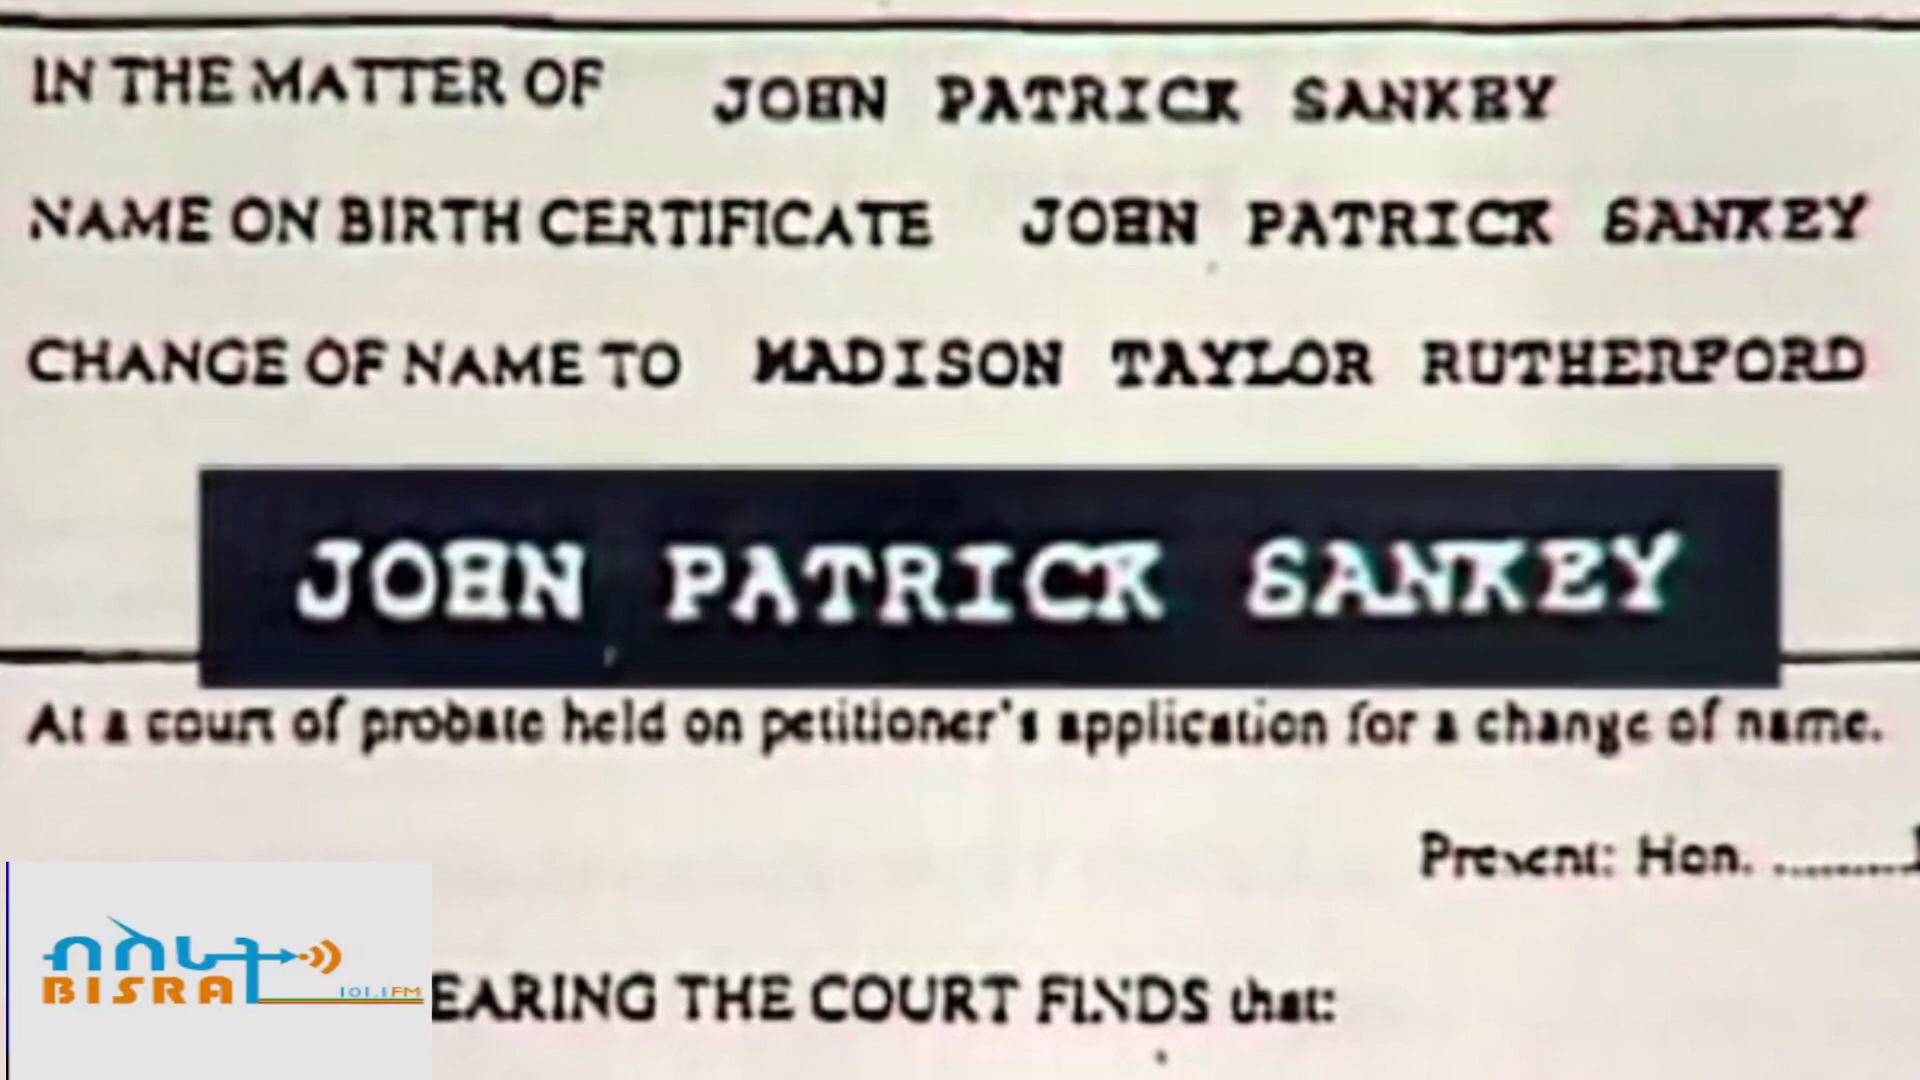 IN THE MATTER OF JOHN PATRICK SANKEY
NAME ON BIRTH CERTIFICATE JOHN PATRICK SANKEY
CHANGE OF NAME TO MADISON TAYLOR RUTHERFORD
JOHN PATRICK SANKEY
At a court of probate held on petitioner's application for a change of name.
Present: Hon. ..........
EARING THE COURT FINDS that:
ብስራት
BISRAT 101.1FM